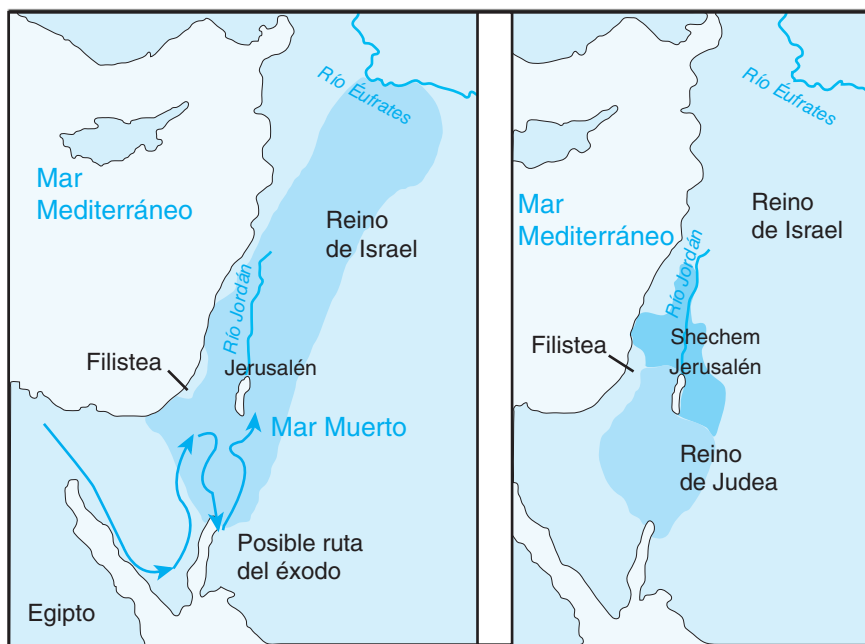 Río Éufrates
Mar
Mediterráneo
Reino
de Israel
Río Jordán
Filistea
Jerusalén
Mar Muerto
Posible ruta
del éxodo
Egipto
Río Éufrates
Mar
Mediterráneo
Reino
de Israel
Río Jordán
Shechem
Filistea
Jerusalén
Reino
de Judea